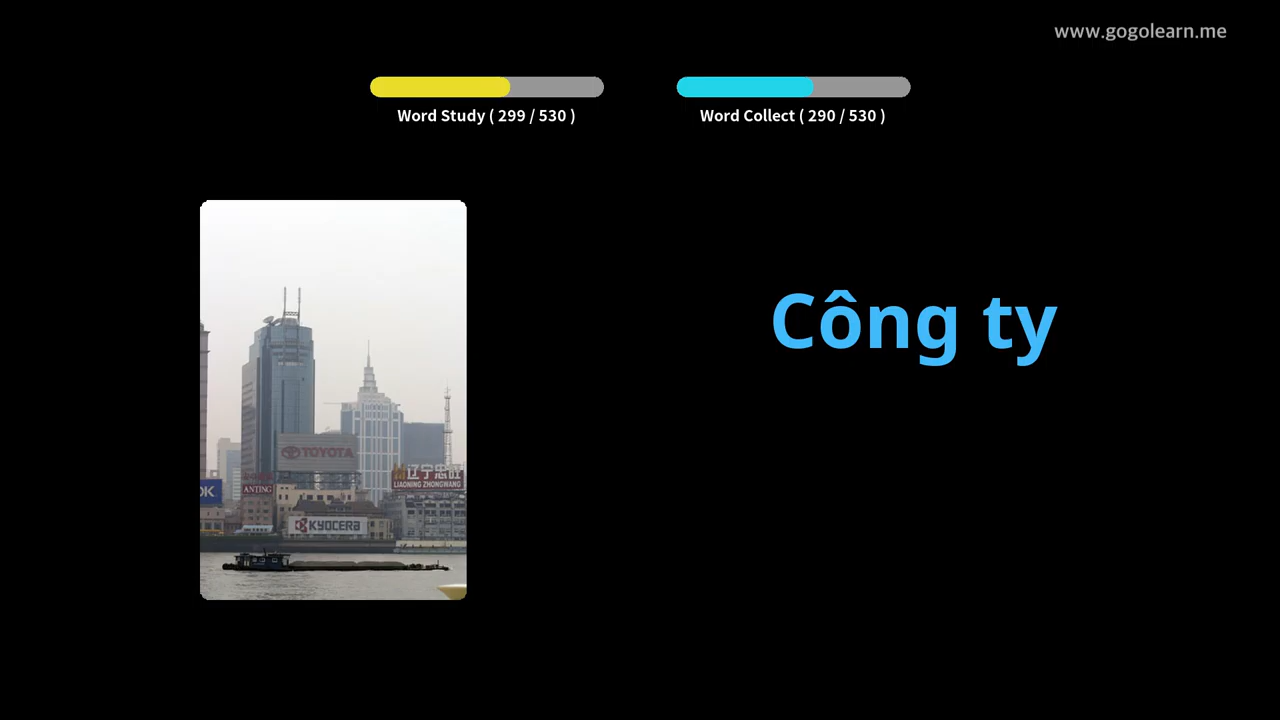 www.gogolearn.me
Word Study ( 299 / 530 )
Word Collect ( 290 / 530 )
Công ty
TOYOTA
辽宁忠旺
LIAONING ZHONGWANG
OK
ANTING
KYOCERA